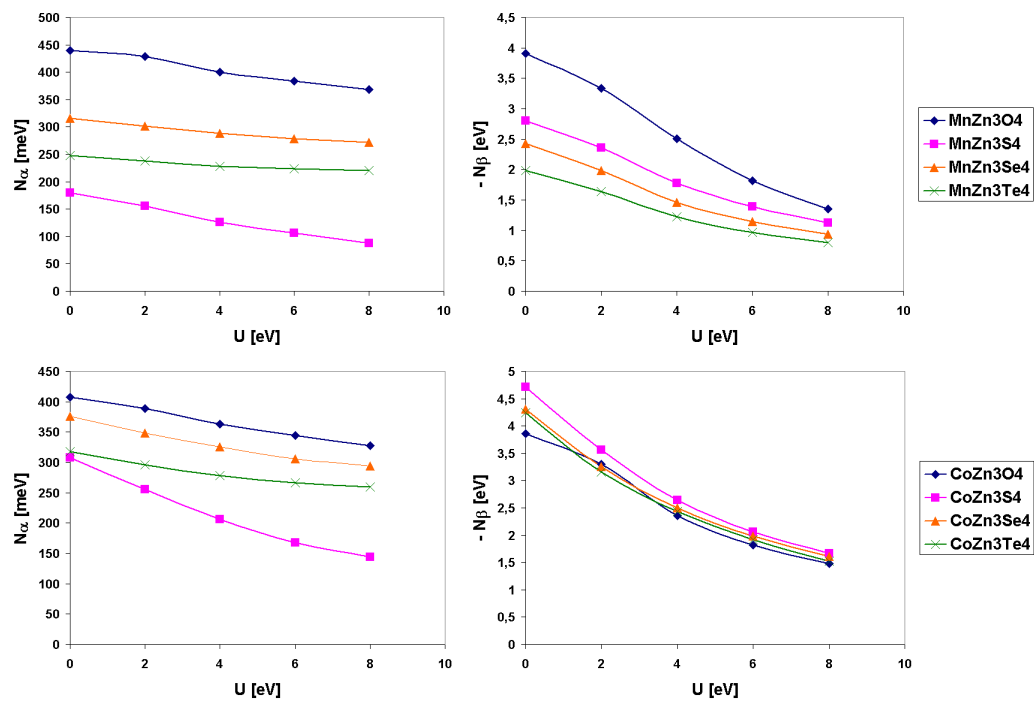 500
450
400
350
300
250
200
150
100
50
0
Nα [meV]
0 2 4 6 8 10
U [eV]
4,5
4
3,5
3
2,5
2
1,5
1
0,5
0
- Nβ [eV]
0 2 4 6 8 10
U [eV]
MnZn3O4
MnZn3S4
MnZn3Se4
MnZn3Te4
450
400
350
300
250
200
150
100
50
0
Nα [meV]
0 2 4 6 8 10
U [eV]
5
4,5
4
3,5
3
2,5
2
1,5
1
0,5
0
- Nβ [eV]
0 2 4 6 8 10
U [eV]
CoZn3O4
CoZn3S4
CoZn3Se4
CoZn3Te4